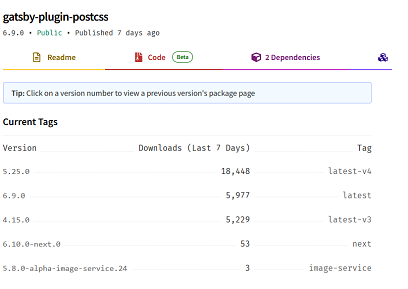 gatsby-plugin-postcss
6.9.0 • Public • Published 7 days ago
Readme
Code Beta
2 Dependencies
Tip: Click on a version number to view a previous version's package page
Current Tags
Version Downloads (Last 7 Days) Tag
5.25.0 18,448 latest-v4
6.9.0 5,977 latest
4.15.0 5,229 latest-v3
6.10.0-next.0 53 next
5.8.0-alpha-image-service.24 3 image-service